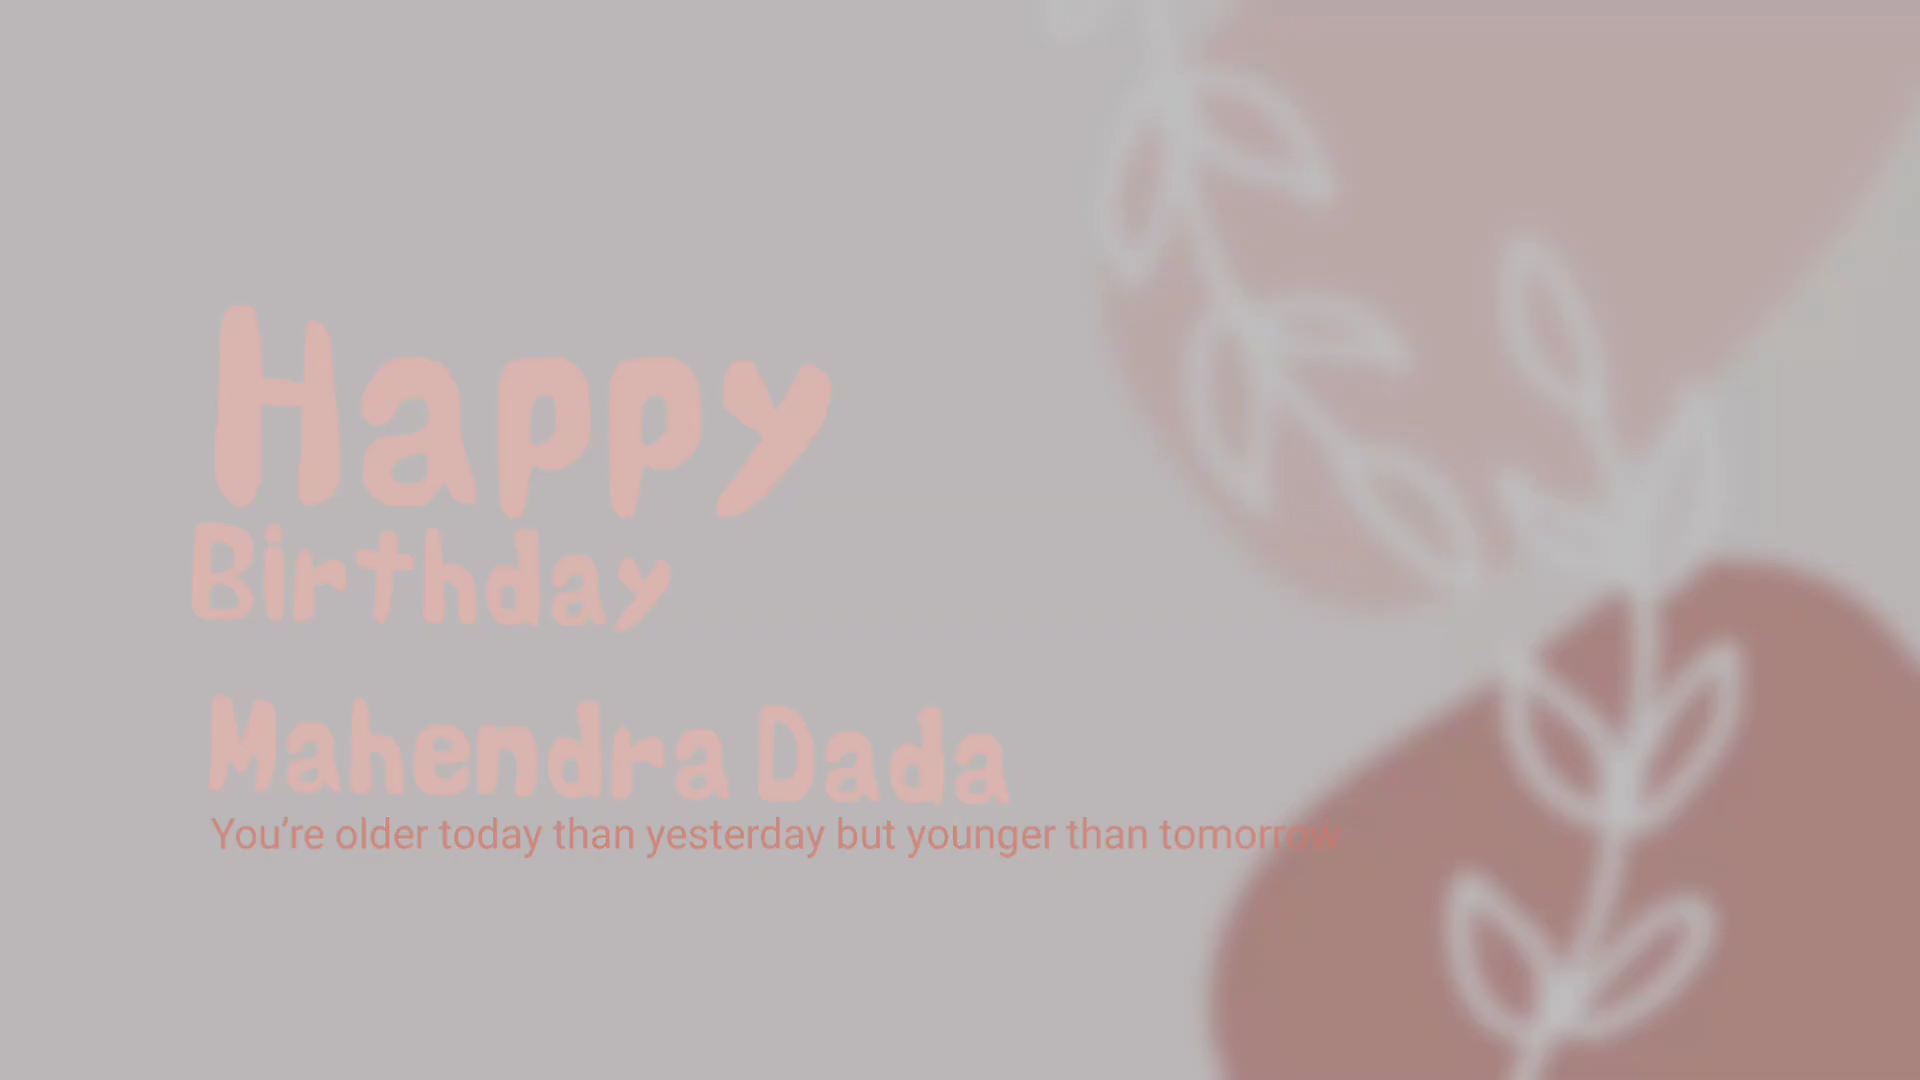 Happy
Birthday
Mahendra Dada
You’re older today than yesterday but younger than tomorrow